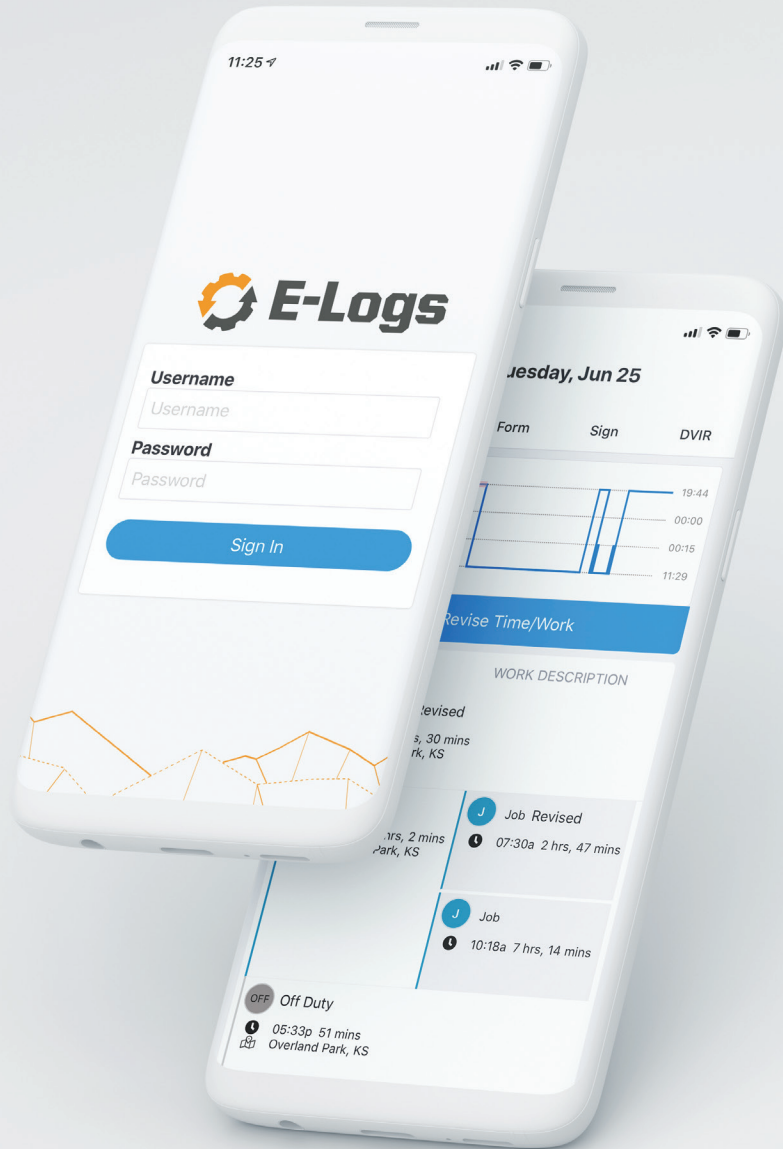 11:25
E-Logs
Username
Username
Password
Password
Sign In
uesday, Jun 25
Form Sign DVIR
19:44
00:00
00:15
11:29
Revise Time/Work
WORK DESCRIPTION
Revised
s, 30 mins
rk, KS
hrs, 2 mins
Park, KS
J Job Revised
07:30a 2 hrs, 47 mins
J Job
10:18a 7 hrs, 14 mins
OFF Off Duty
05:33p 51 mins
Overland Park, KS